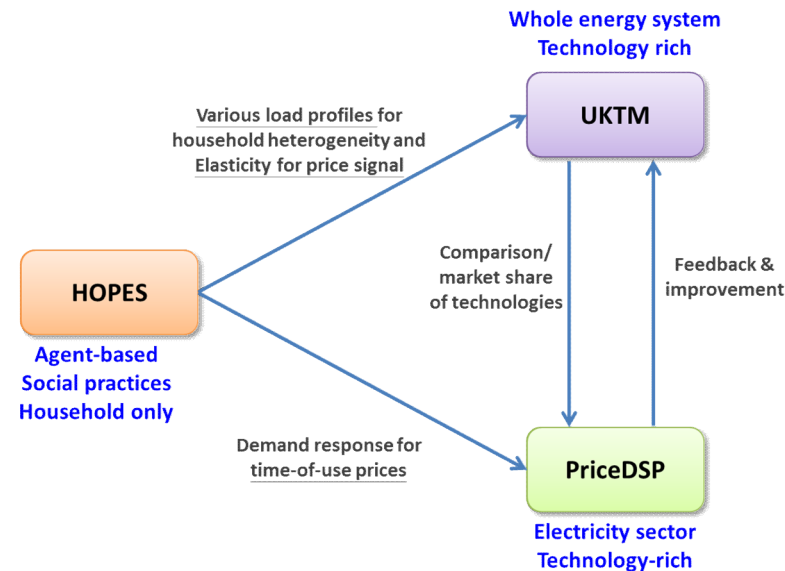 Whole energy system
Technology rich
UKTM
Various load profiles for
household heterogeneity and
Elasticity for price signal
Comparison/
market share
of technologies
Feedback &
improvement
HOPES
Agent-based
Social practices
Household only
Demand response for
time-of-use prices
PriceDSP
Electricity sector
Technology-rich